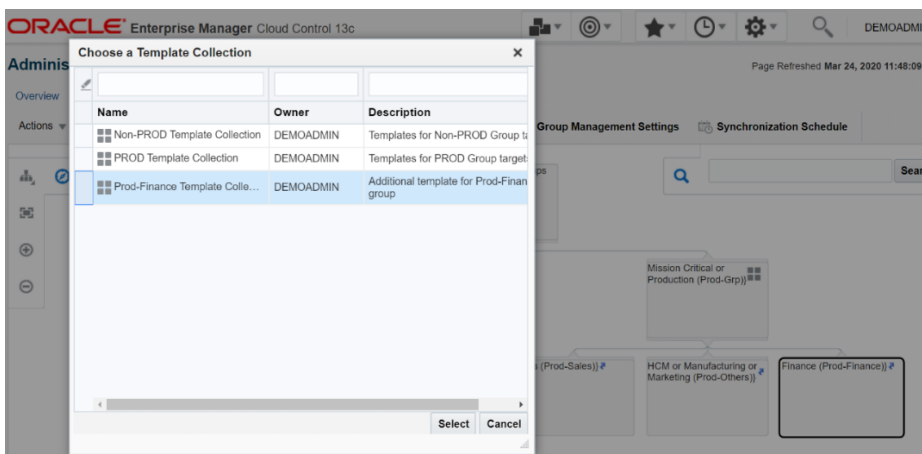 ORACLE Enterprise Manager Cloud Control 13c
DEMOADMI
Choose a Template Collection
Adminis
Page Refreshed Mar 24, 2020 11:48:09
Overview
Name Owner Description
Actions
Non-PROD Template Collection DEMOADMIN Templates for Non-PROD Group ta
Group Management Settings Synchronization Schedule
PROD Template Collection DEMOADMIN Templates for PROD Group target
Prod-Finance Template Colle... DEMOADMIN Additional template for Prod-Finan
group
ps
Sear
Mission Critical or
Production (Prod-Grp))
s (Prod-Sales))
HCM or Manufacturing or
Marketing (Prod-Others))
Finance (Prod-Finance))
Select Cancel